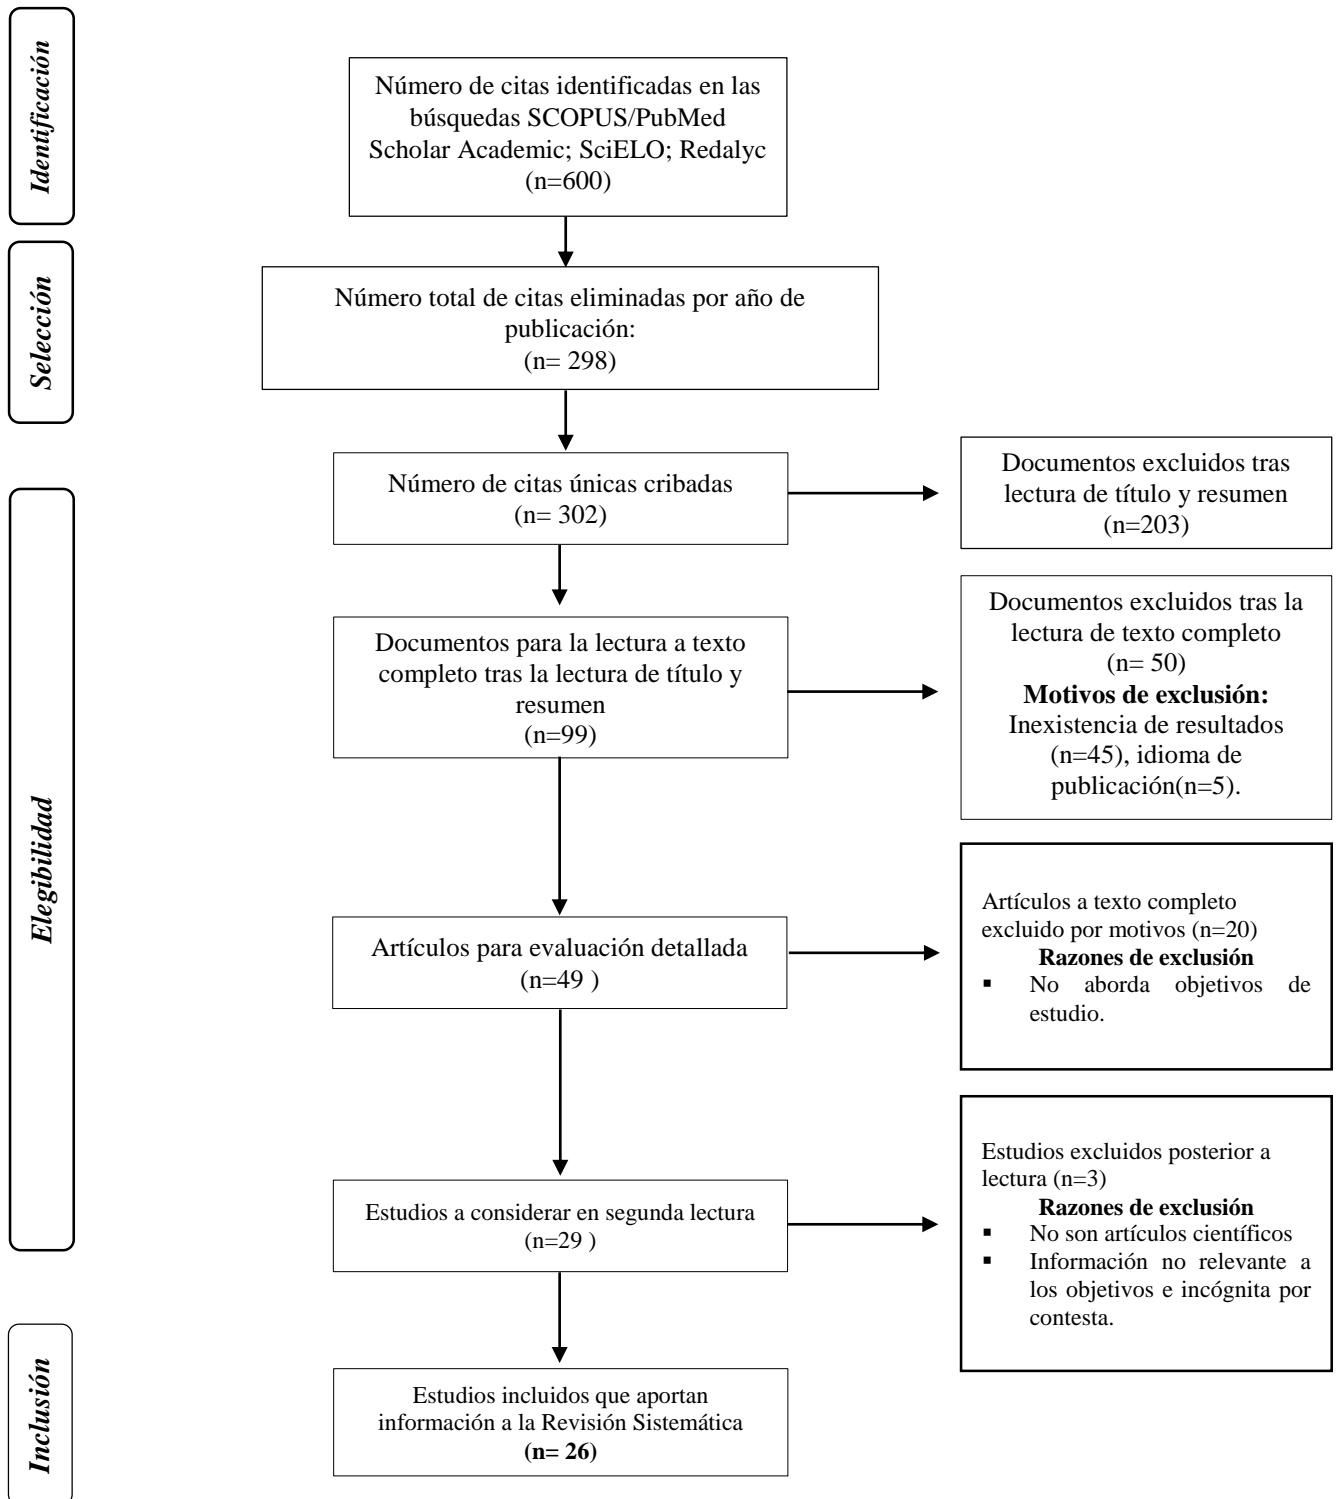 Identificación
Número de citas identificadas en las
búsquedas SCOPUS/PubMed
Scholar Academic; SciELO; Redalyc
(n=600)
Selección
Número total de citas eliminadas por año de
publicación:
(n= 298)
Elegibilidad
Número de citas únicas cribadas
(n= 302)
Documentos excluidos tras
lectura de título y resumen
(n=203)
Documentos para la lectura a texto
completo tras la lectura de título y
resumen
(n=99)
Documentos excluidos tras la
lectura de texto completo
(n= 50)
Motivos de exclusión:
Inexistencia de resultados
(n=45), idioma de
publicación(n=5).
Artículos para evaluación detallada
(n=49 )
Artículos a texto completo
excluido por motivos (n=20)
Razones de exclusión
▪ No aborda objetivos de
estudio.
Estudios a considerar en segunda lectura
(n=29 )
Estudios excluidos posterior a
lectura (n=3)
Razones de exclusión
▪ No son artículos científicos
▪ Información no relevante a
los objetivos e incógnita por
contesta.
Inclusión
Estudios incluidos que aportan
información a la Revisión Sistemática
(n= 26)